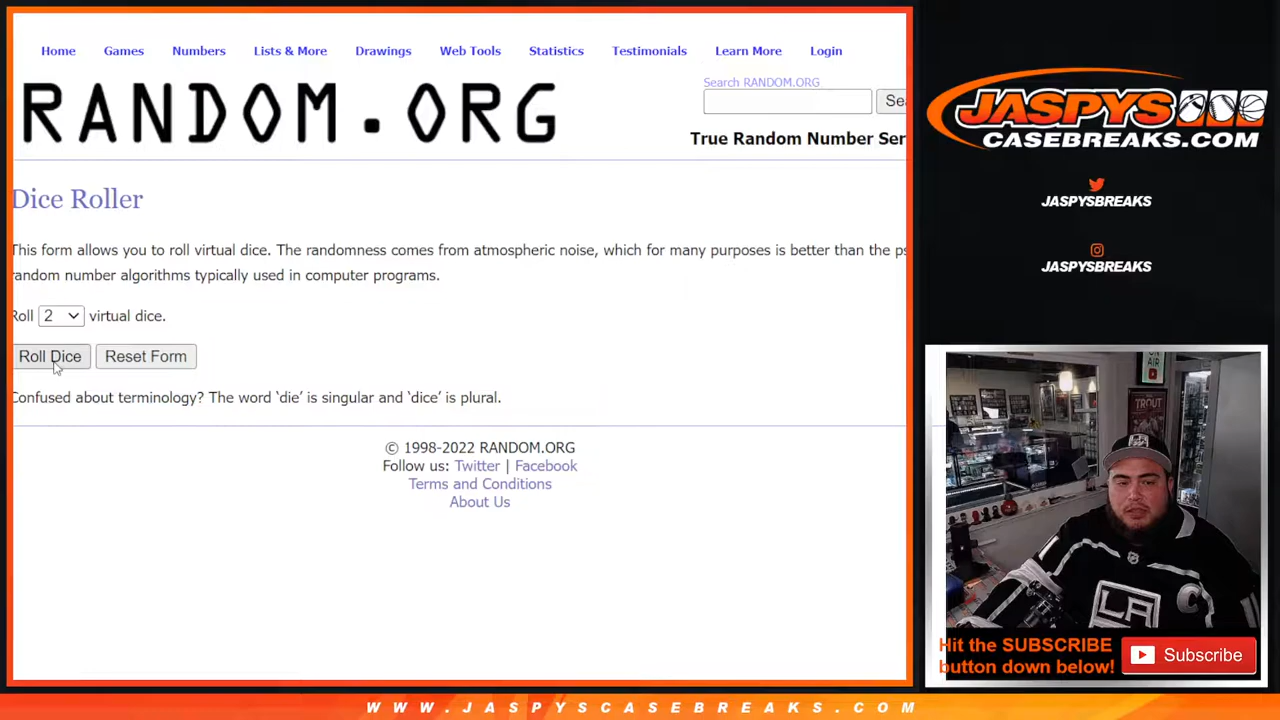 Home Games Numbers Lists & More Drawings Web Tools Statistics Testimonials Learn More Login
RANDOM.ORG
Search RANDOM.ORG
Sea
True Random Number Ser
Dice Roller
This form allows you to roll virtual dice. The randomness comes from atmospheric noise, which for many purposes is better than the ps
random number algorithms typically used in computer programs.
Roll 2 virtual dice.
Roll Dice Reset Form
Confused about terminology? The word ‘die’ is singular and ‘dice’ is plural.
© 1998-2022 RANDOM.ORG
Follow us: Twitter | Facebook
Terms and Conditions
About Us
JASPYS
CASEBREAKS.COM
JASPYSBREAKS
JASPYSBREAKS
ON
AIR
TROUT
LA
C
Hit the SUBSCRIBE
button down below!
Subscribe
WWW.JASPYSCASEBREAKS.COM